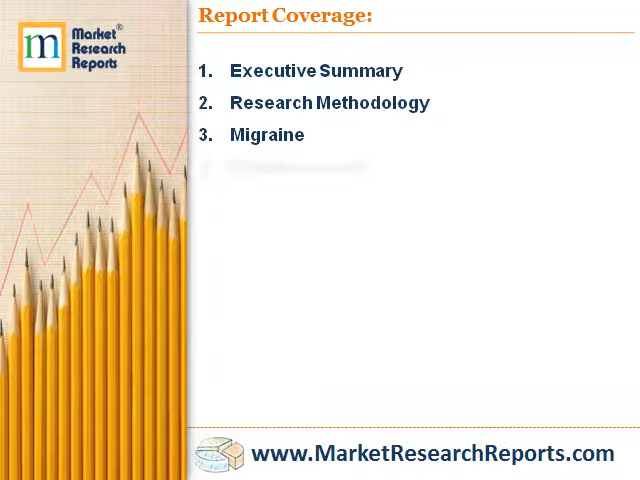 Report Coverage:
m
Market®
Research
Reports
1. Executive Summary
2. Research Methodology
3. Migraine
www.MarketResearchReports.com